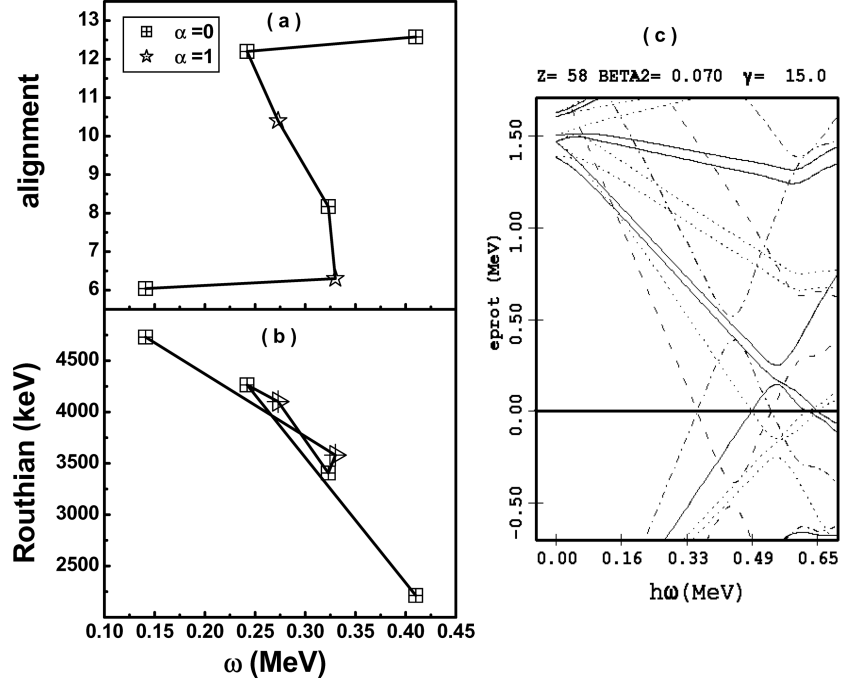 ( a )
α =0
α =1
13
12
11
10
9
8
7
6
alignment
( b )
4500
4000
3500
3000
2500
Routhian (keV)
0.10 0.15 0.20 0.25 0.30 0.35 0.40 0.45
ω (MeV)
( c )
Z= 58 BETA2= 0.070 γ= 15.0
1.50
1.00
0.50
0.00
−0.50
eprot (MeV)
0.00 0.16 0.33 0.49 0.65
hω(MeV)